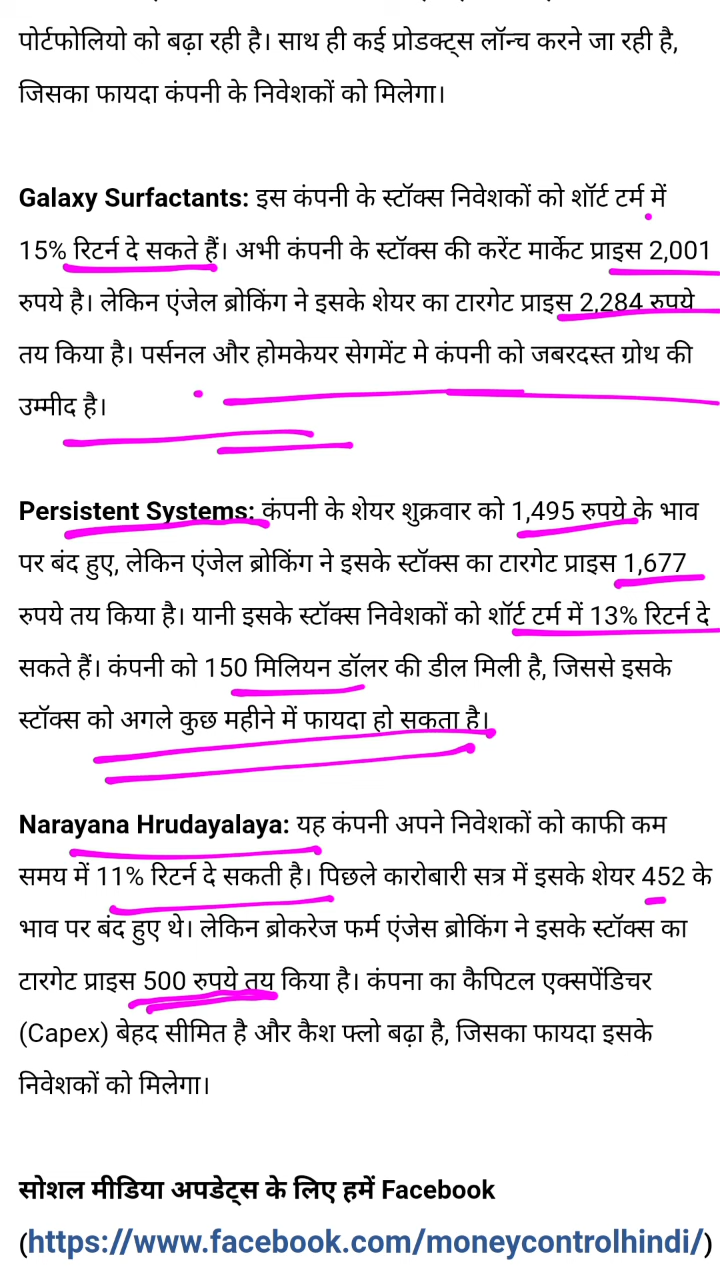 पोर्टफोलियो को बढ़ा रही है। साथ ही कई प्रोडक्ट्स लॉन्च करने जा रही है,
जिसका फायदा कंपनी के निवेशकों को मिलेगा।
Galaxy Surfactants: इस कंपनी के स्टॉक्स निवेशकों को शॉर्ट टर्म में
15% रिटर्न दे सकते हैं। अभी कंपनी के स्टॉक्स की करेंट मार्केट प्राइस 2,001
रुपये है। लेकिन एंजेल ब्रोकिंग ने इसके शेयर का टारगेट प्राइस 2,284 रुपये
तय किया है। पर्सनल और होमकेयर सेगमेंट मे कंपनी को जबरदस्त ग्रोथ की
उम्मीद है।
Persistent Systems: कंपनी के शेयर शुक्रवार को 1,495 रुपये के भाव
पर बंद हुए, लेकिन एंजेल ब्रोकिंग ने इसके स्टॉक्स का टारगेट प्राइस 1,677
रुपये तय किया है। यानी इसके स्टॉक्स निवेशकों को शॉर्ट टर्म में 13% रिटर्न दे
सकते हैं। कंपनी को 150 मिलियन डॉलर की डील मिली है, जिससे इसके
स्टॉक्स को अगले कुछ महीने में फायदा हो सकता है।
Narayana Hrudayalaya: यह कंपनी अपने निवेशकों को काफी कम
समय में 11% रिटर्न दे सकती है। पिछले कारोबारी सत्र में इसके शेयर 452 के
भाव पर बंद हुए थे। लेकिन ब्रोकरेज फर्म एंजेस ब्रोकिंग ने इसके स्टॉक्स का
टारगेट प्राइस 500 रुपये तय किया है। कंपना का कैपिटल एक्सपेंडिचर
(Capex) बेहद सीमित है और कैश फ्लो बढ़ा है, जिसका फायदा इसके
निवेशकों को मिलेगा।
सोशल मीडिया अपडेट्स के लिए हमें Facebook
(https://www.facebook.com/moneycontrolhindi/)